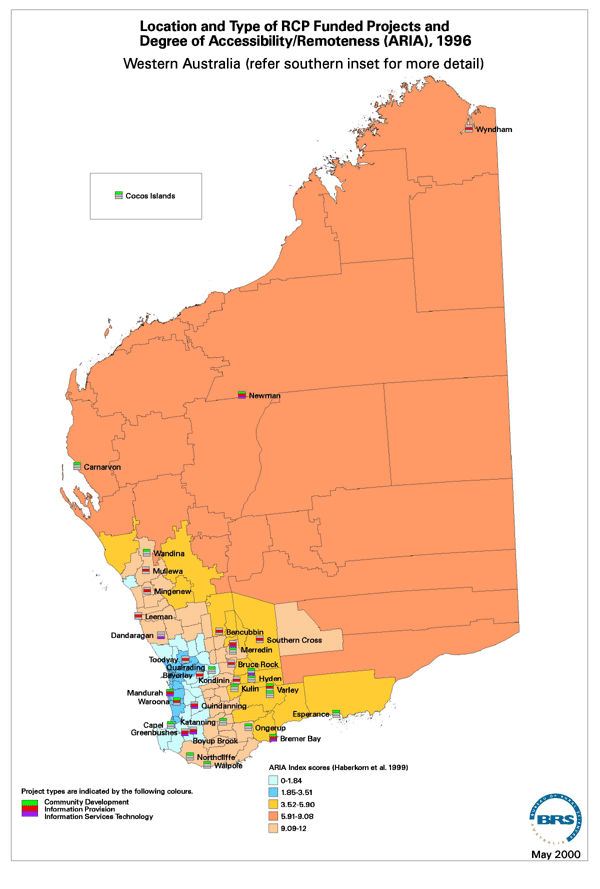 Location and Type of RCP Funded Projects and
Degree of Accessibility/Remoteness (ARIA), 1996
Western Australia (refer southern inset for more detail)
Wyndham
Cocos Islands
Newman
Carnarvon
Wandina
Mullewa
Mingenew
Leeman
Dandaragan
Bencubbin
Southern Cross
Merredin
Toodyay
Quairading
Bruce Rock
Beverley
Kondinin
Hyden
Mandurah
Kulin
Varley
Waroona
Quindanning
Esperance
Capel
Katanning
Ongerup
Greenbushes
Bremer Bay
Boyup Brook
Northcliffe
Walpole
ARIA Index scores (Haberkorn et al. 1999)
0-1.84
1.85-3.51
3.52-5.90
5.91-9.08
9.09-12
Project types are indicated by the following colours.
Community Development
Information Provision
Information Services Technology
BUREAU OF RURAL SCIENCES
BRS
AUSTRALIA
May 2000